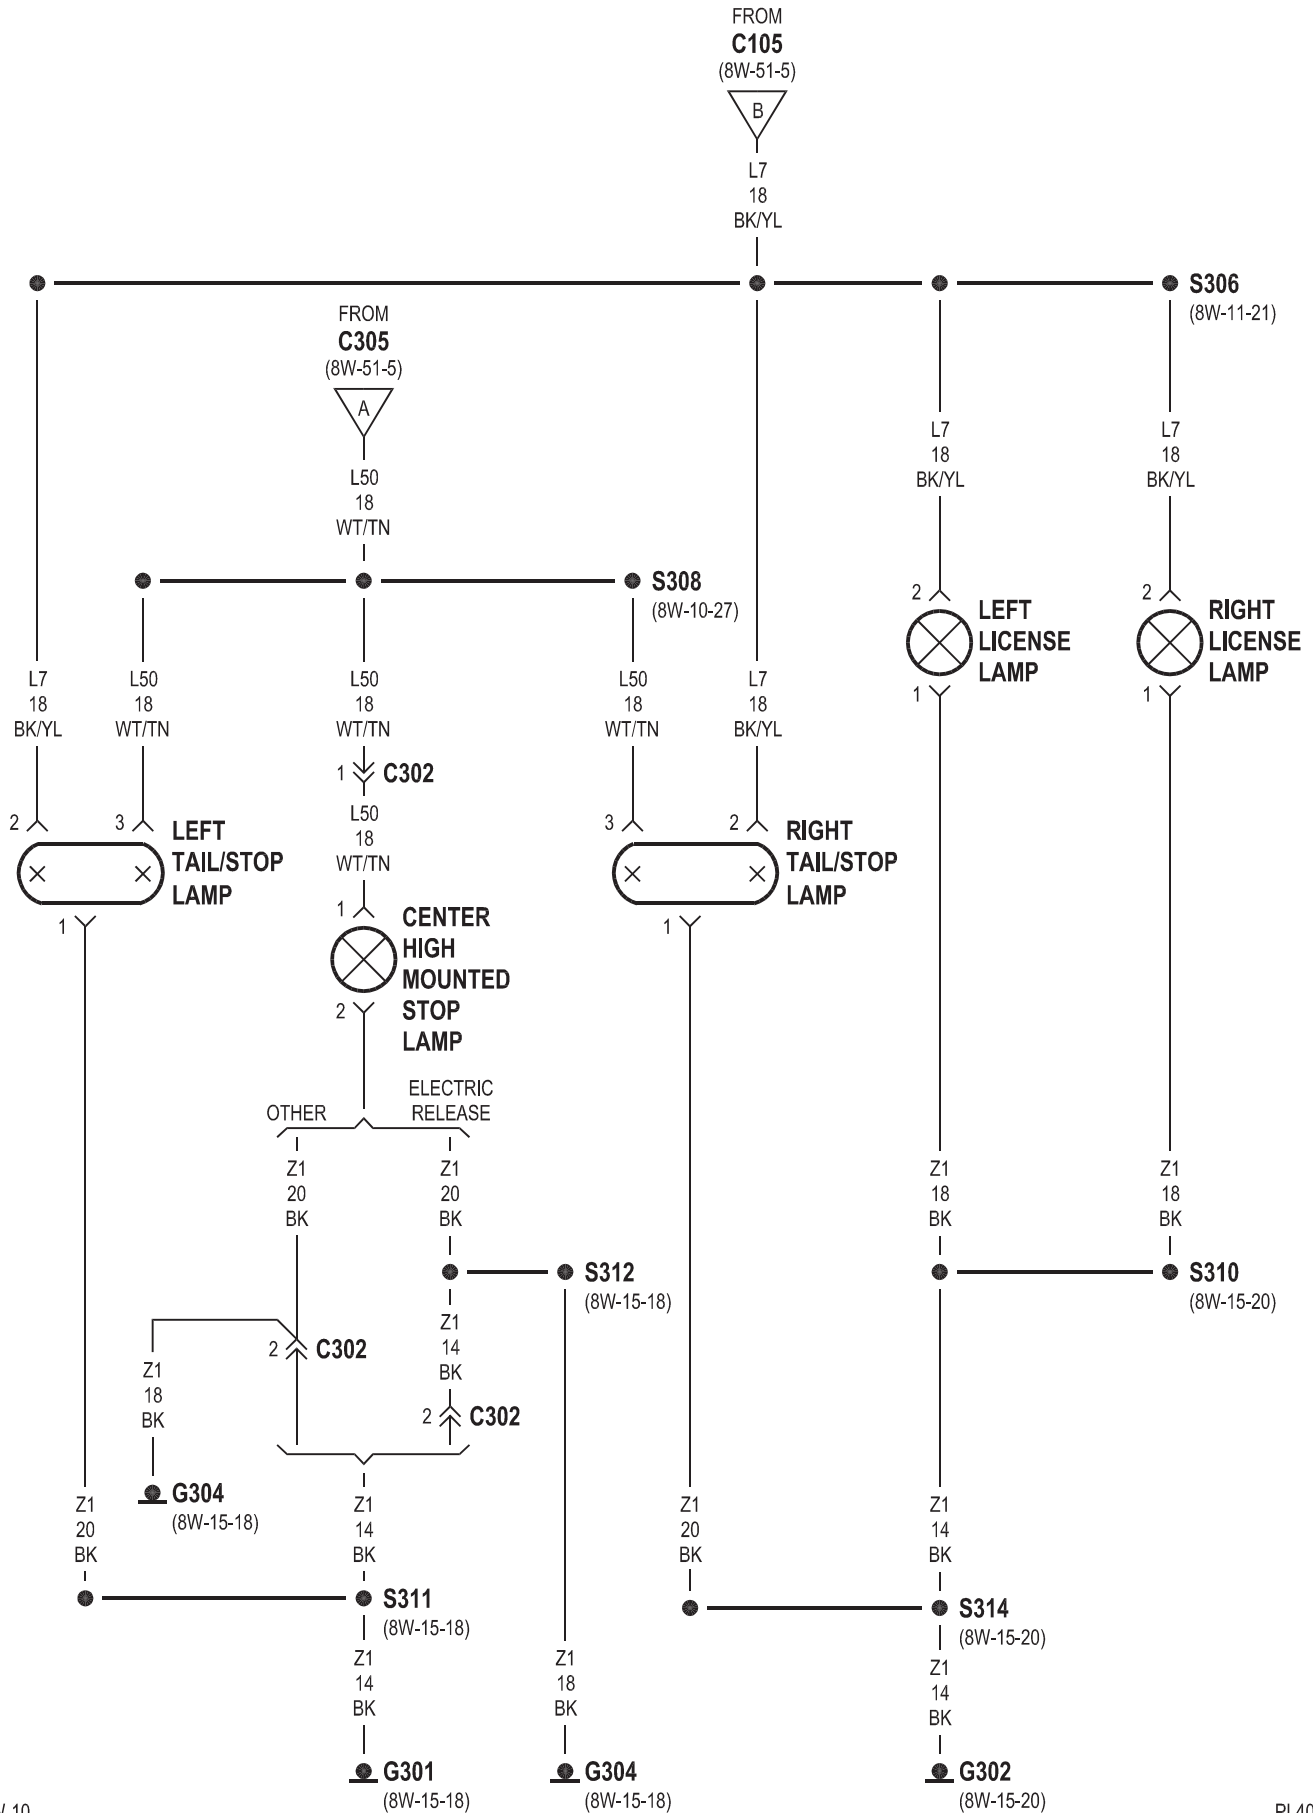 FROM
C105
(8W-51-5)
B
L7
18
BK/YL
S306
(8W-11-21)
FROM
C305
(8W-51-5)
A
L50
18
WT/TN
L7
18
BK/YL
L7
18
BK/YL
S308
(8W-10-27)
2
LEFT
LICENSE
LAMP
1
2
RIGHT
LICENSE
LAMP
1
L7
18
BK/YL
L50
18
WT/TN
L50
18
WT/TN
L50
18
WT/TN
L7
18
BK/YL
1
C302
L50
18
WT/TN
2
3
LEFT
TAIL/STOP
LAMP
1
3
2
RIGHT
TAIL/STOP
LAMP
1
1
CENTER
HIGH
MOUNTED
STOP
LAMP
2
OTHER
ELECTRIC
RELEASE
Z1
20
BK
Z1
20
BK
Z1
18
BK
Z1
18
BK
S312
(8W-15-18)
S310
(8W-15-20)
2
C302
Z1
14
BK
Z1
18
BK
2
C302
G304
(8W-15-18)
Z1
20
BK
Z1
14
BK
Z1
20
BK
Z1
14
BK
S311
(8W-15-18)
S314
(8W-15-20)
Z1
14
BK
Z1
18
BK
Z1
14
BK
G301
(8W-15-18)
G304
(8W-15-18)
G302
(8W-15-20)